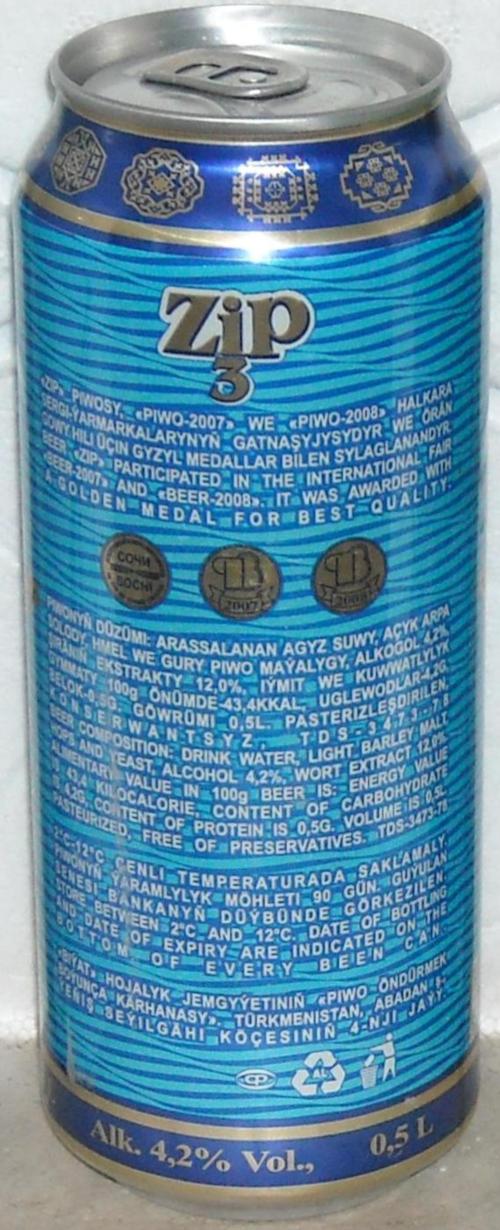 Zip
3
«ZIP» PIWOSY, «PIWO-2007» WE «PIWO-2008» HALKARA
SERGI-ÝARMARKALARYNYŇ GATNAŞYJYSYDYR WE ÖRÄN
GOWY HILI ÜÇIN GYZYL MEDALLAR BILEN SYLAGLANANDYR.
BEER «ZIP» PARTICIPATED IN THE INTERNATIONAL FAIR
«BEER-2007» AND «BEER-2008». IT WAS AWARDED WITH
A GOLDEN MEDAL FOR BEST QUALITY.
СОЧИ
SOCHI
2007
2008
PIWONYŇ DÜZÜMI: ARASSALANAN AGYZ SUWY, AÇYK ARPA
SOLODY, HMEL WE GURY PIWO MAÝALYGY, ALKOGOL 4,2%,
ŞIRÄNIŇ EKSTRAKTY 12,0%, IÝMIT WE KUWWATLYLYK
GYMMATY 100g ÖNÜMDE-43,4KKAL, UGLEWODLAR-4,2G,
BELOK-0,5G, GÖWRÜMI 0,5L. PASTERIZLEŞDIRILEN,
KONSERWANTSYZ. TDS-3473-78
BEER COMPOSITION: DRINK WATER, LIGHT BARLEY MALT,
HOPS AND YEAST, ALCOHOL 4,2%, WORT EXTRACT 12,0%.
ALIMENTARY VALUE IN 100g BEER IS: ENERGY VALUE
IS 43,4 KILOCALORIE, CONTENT OF CARBOHYDRATE
IS 4,2G, CONTENT OF PROTEIN IS 0,5G. VOLUME IS 0,5L.
PASTEURIZED, FREE OF PRESERVATIVES. TDS-3473-78
2°C-12°C ÇENLI TEMPERATURADA SAKLAMALY.
PIWONYŇ ÝARAMLYLYK MÖHLETI 90 GÜN. GUÝULAN
SENESI BANKANYŇ DÜÝBÜNDE GÖRKEZILEN.
STORE BETWEEN 2°C AND 12°C. DATE OF BOTTLING
AND DATE OF EXPIRY ARE INDICATED ON THE
BOTTOM OF EVERY BEEN CAN.
«BIÝAT» HOJALYK JEMGYÝETINIŇ «PIWO ÖNDÜRMEK
BOÝUNÇA KÄRHANASY». TÜRKMENISTAN, ABADAN Ş.
ÝEŇIŞ SEÝILGÄHI KÖÇESINIŇ 4-NJI JAÝY.
AL
Alk. 4,2% Vol., 0,5 L